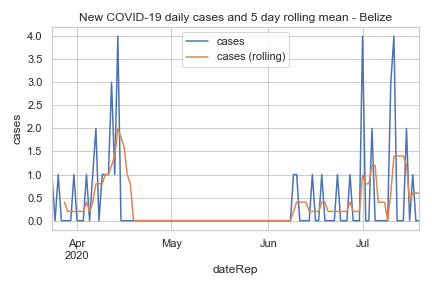 New COVID-19 daily cases and 5 day rolling mean - Belize
cases
cases (rolling)
4.0
3.5
3.0
2.5
2.0
1.5
1.0
0.5
0.0
cases
Apr
2020
May
Jun
Jul
dateRep